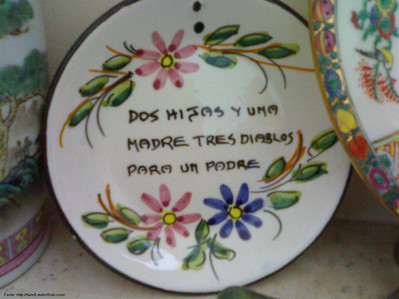 DOS HIJAS Y UNA
MADRE TRES DIABLOS
PARA UN PADRE